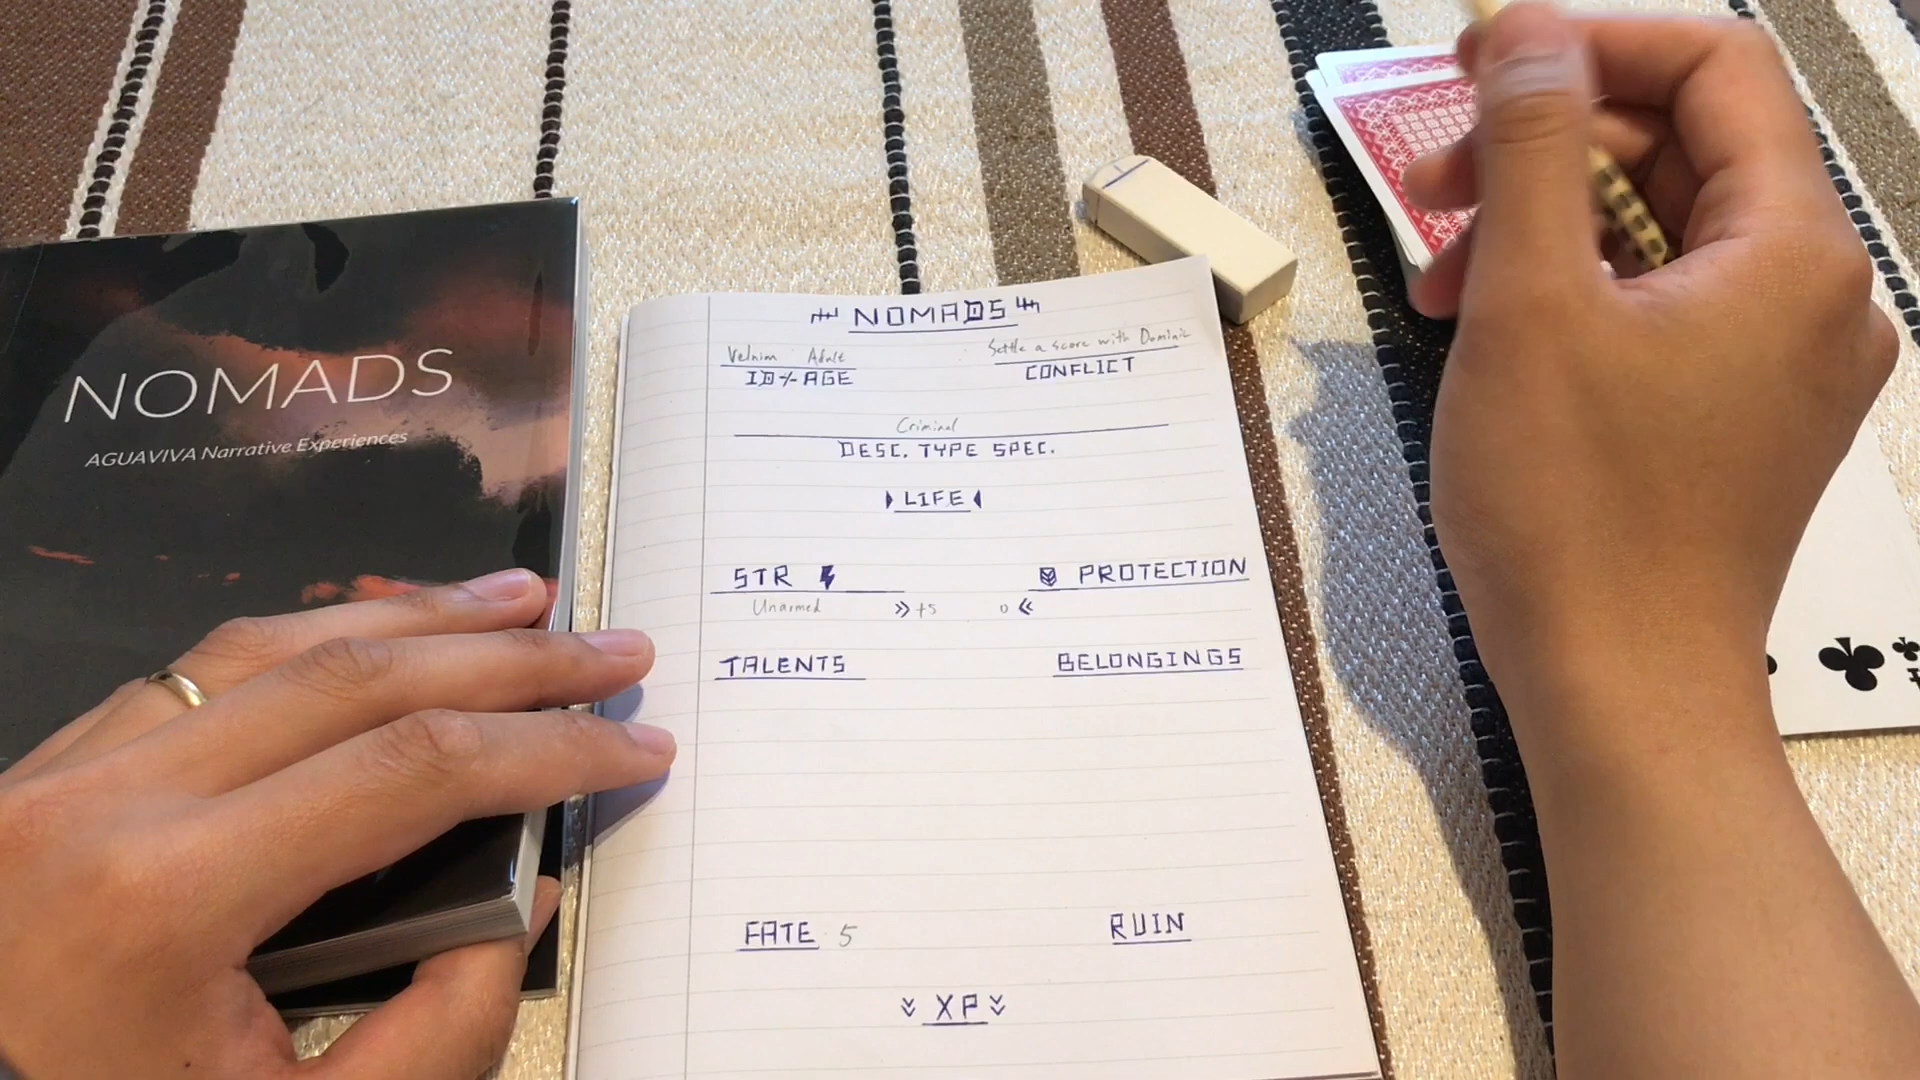 NOMADS
AGUAVIVA Narrative Experiences
NOMADS
Velnim Adult
ID/AGE
Settle a score with Dominic
CONFLICT
Criminal
DESC. TYPE SPEC.
LIFE
STR
PROTECTION
Unarmed +5
0
TALENTS
BELONGINGS
FATE 5
RUIN
XP